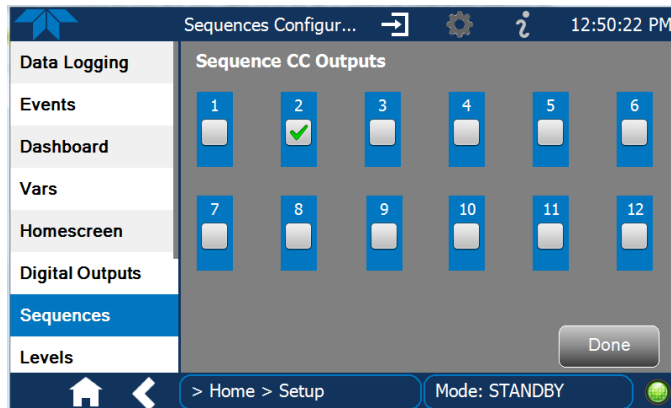 Sequences Configur... 12:50:22 PM
Data Logging
Events
Dashboard
Vars
Homescreen
Digital Outputs
Sequences
Levels
Sequence CC Outputs
1 2 3 4 5 6
7 8 9 10 11 12
Done
> Home > Setup
Mode: STANDBY